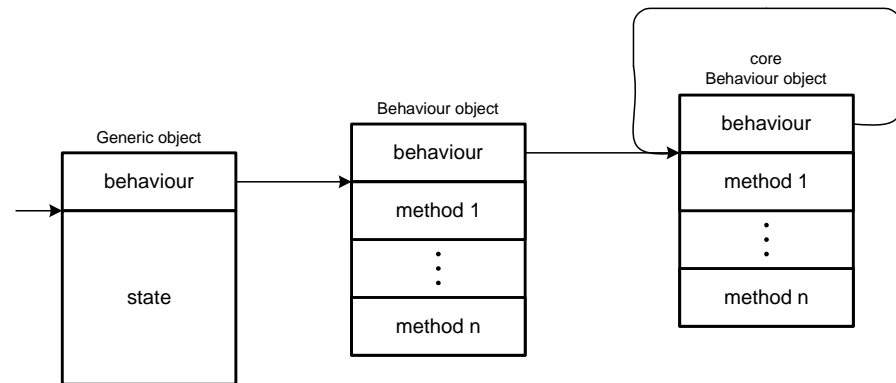 Generic object
behaviour
state
Behaviour object
behaviour
method 1
method n
core
Behaviour object
behaviour
method 1
method n